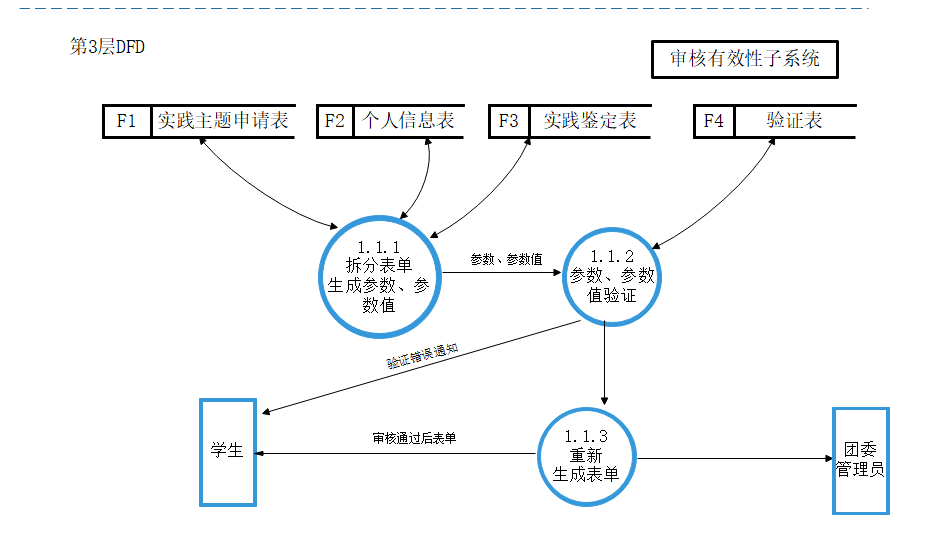 第3层DFD
审核有效性子系统
F1 实践主题申请表
F2 个人信息表
F3 实践鉴定表
F4 验证表
1.1.1
拆分表单
生成参数、参
数值
参数、参数值
1.1.2
参数、参数
值验证
验证错误通知
学生
审核通过后表单
1.1.3
重新
生成表单
团委
管理员